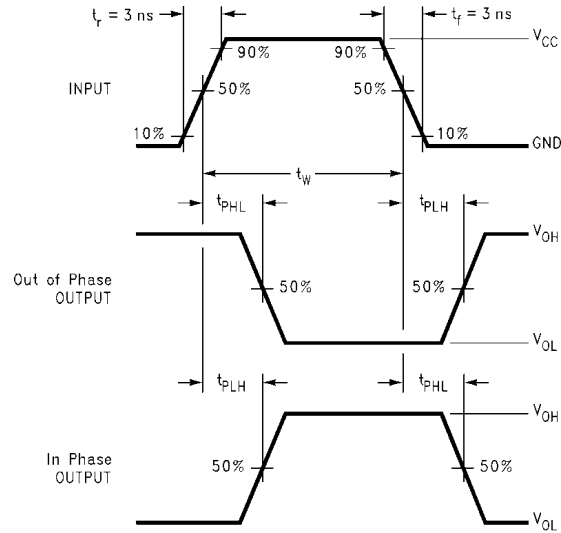 tr = 3 ns
tf = 3 ns
VCC
90%
90%
INPUT
50%
50%
10%
10%
GND
tW
tPHL
tPLH
VOH
Out of Phase
OUTPUT
50%
50%
VOL
tPLH
tPHL
VOH
In Phase
OUTPUT
50%
50%
VOL